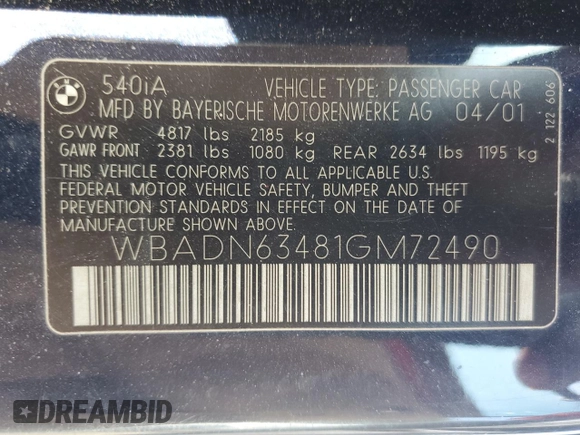 540iA VEHICLE TYPE: PASSENGER CAR
MFD BY BAYERISCHE MOTORENWERKE AG 04/01
GVWR 4817 lbs 2185 kg
GAWR FRONT 2381 lbs 1080 kg REAR 2634 lbs 1195 kg
THIS VEHICLE CONFORMS TO ALL APPLICABLE U.S.
FEDERAL MOTOR VEHICLE SAFETY, BUMPER AND THEFT
PREVENTION STANDARDS IN EFFECT ON THE DATE OF
MANUFACTURE SHOWN ABOVE.
WBADN63481GM72490
2 122 606
DREAMBID